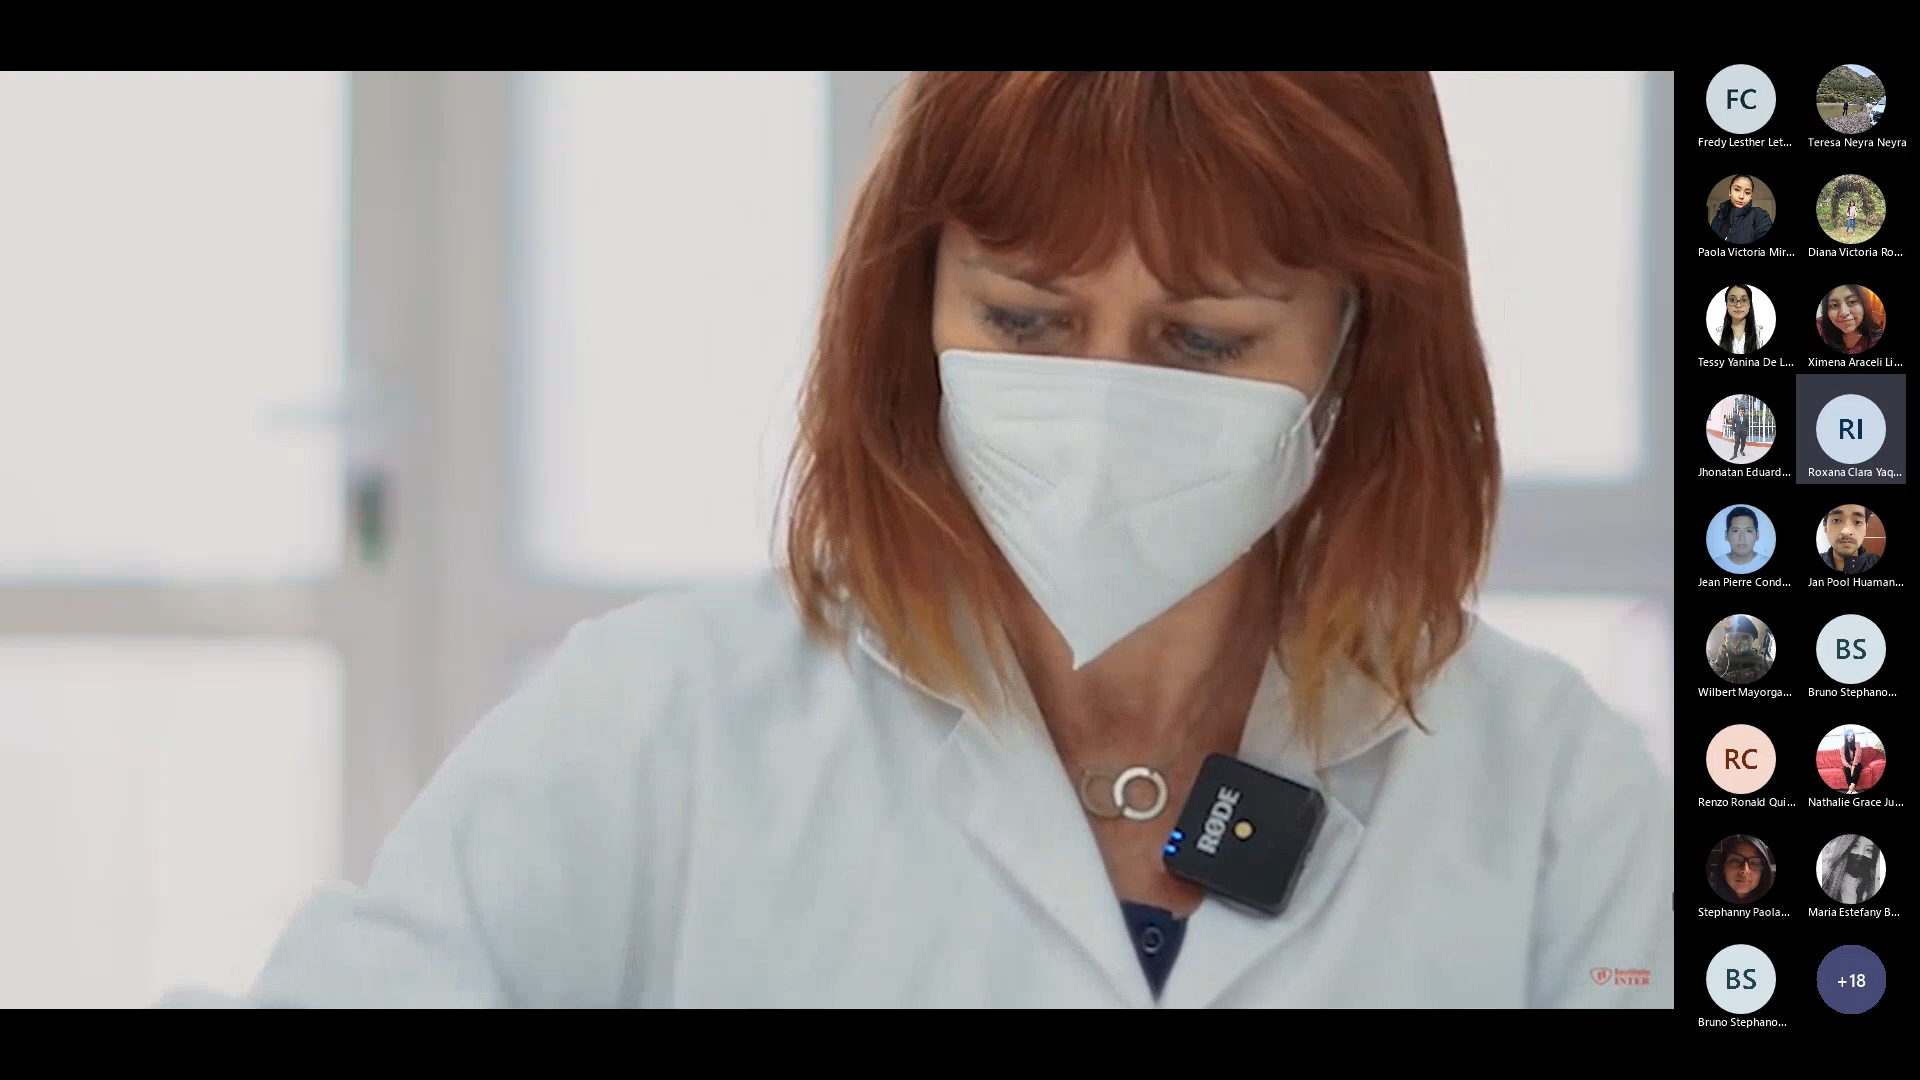 FC
Fredy Lesther Let...
Teresa Neyra Neyra
Paola Victoria Mir...
Diana Victoria Ro...
Tessy Yanina De L...
Ximena Araceli Li...
Jhonatan Eduard...
RI
Roxana Clara Yaq...
Jean Pierre Cond...
Jan Pool Huaman...
Wilbert Mayorga...
BS
Bruno Stephano...
RC
Renzo Ronald Qui...
Nathalie Grace Ju...
Stephanny Paola...
Maria Estefany B...
BS
Bruno Stephano...
+18
RØDE
Instituto
INTER